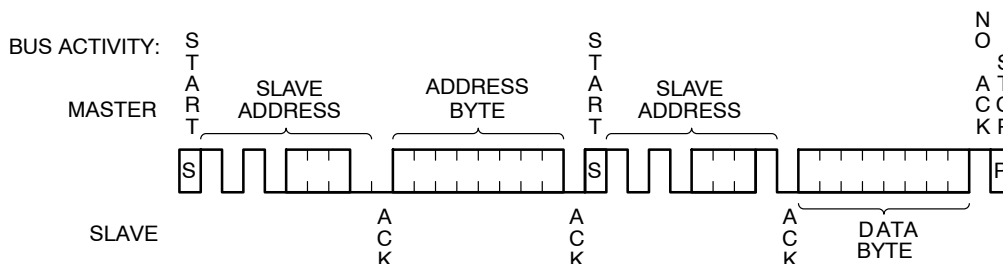 BUS ACTIVITY:
MASTER
START
SLAVE
ADDRESS
ADDRESS
BYTE
START
SLAVE
ADDRESS
NO ACK
STOP
S
S
P
SLAVE
ACK
ACK
ACK
DATA
BYTE